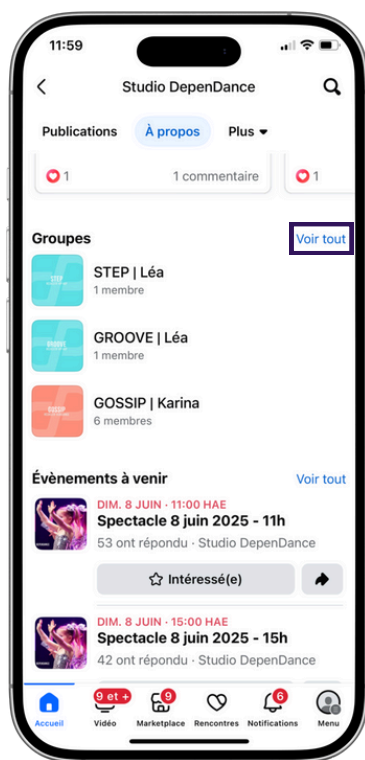 11:59
Studio DepenDance
Publications À propos Plus
1 1 commentaire 1
Groupes Voir tout
STEP | Léa
1 membre
GROOVE | Léa
1 membre
GOSSIP | Karina
6 membres
Évènements à venir Voir tout
DIM. 8 JUIN · 11:00 HAE
Spectacle 8 juin 2025 - 11h
53 ont répondu · Studio DepenDance
Intéressé(e)
DIM. 8 JUIN · 15:00 HAE
Spectacle 8 juin 2025 - 15h
42 ont répondu · Studio DepenDance
9 et + 9 6
Accueil Vidéo Marketplace Rencontres Notifications Menu